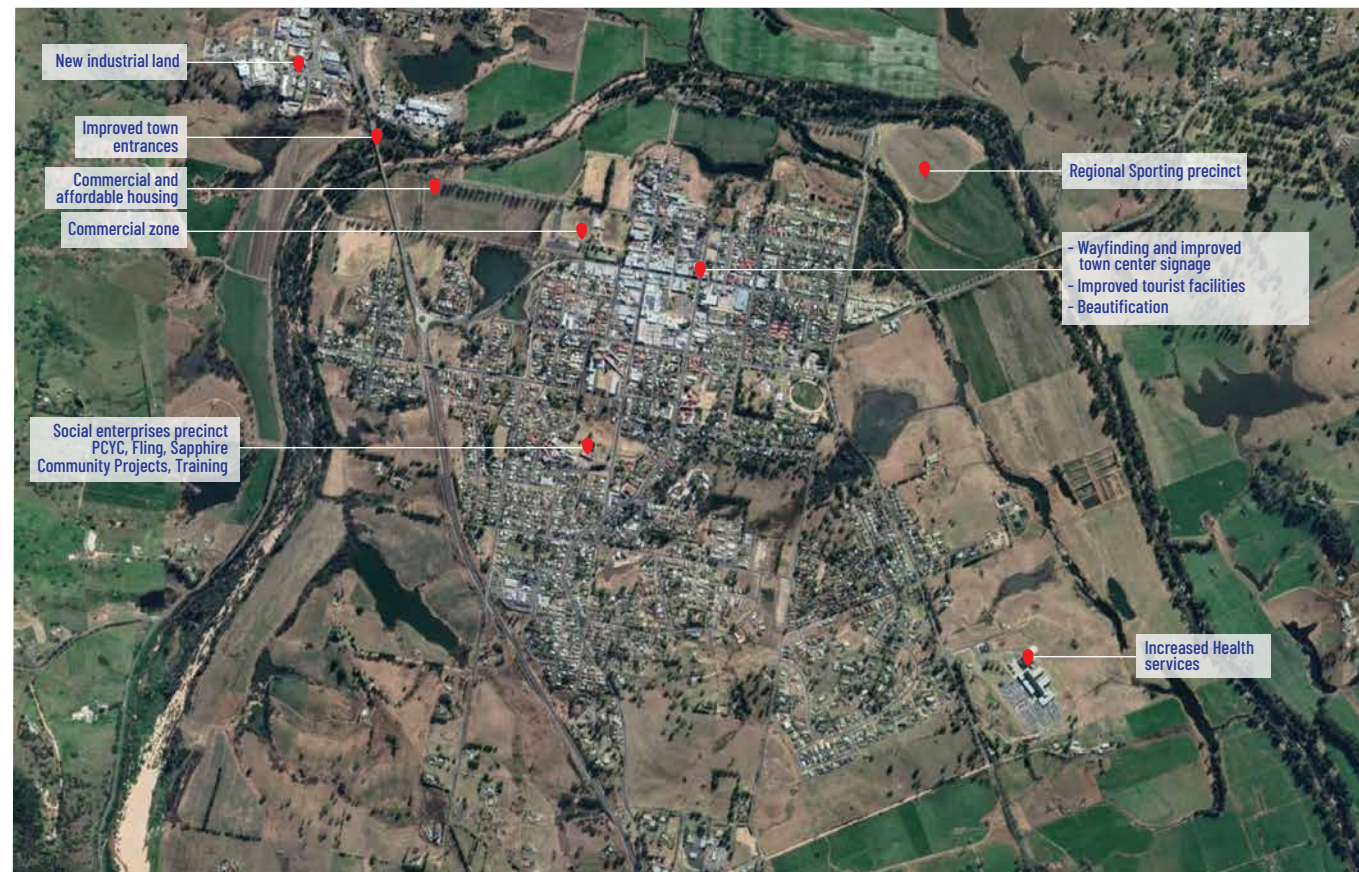 New industrial land
Improved town
entrances
Commercial and
affordable housing
Commercial zone
Social enterprises precinct
PCYC, Fling, Sapphire
Community Projects, Training
Regional Sporting precinct
- Wayfinding and improved
town center signage
- Improved tourist facilities
- Beautification
Increased Health
services